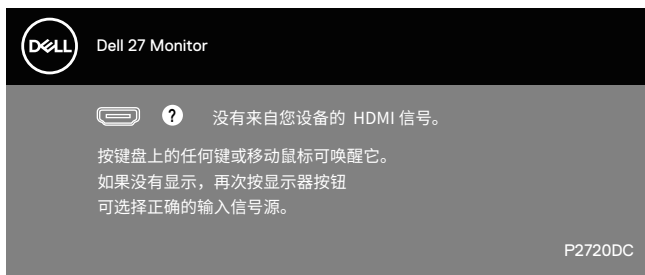 DELL
Dell 27 Monitor
? 没有来自您设备的 HDMI 信号。
按键盘上的任何键或移动鼠标可唤醒它。
如果没有显示，再次按显示器按钮
可选择正确的输入信号源。
P2720DC